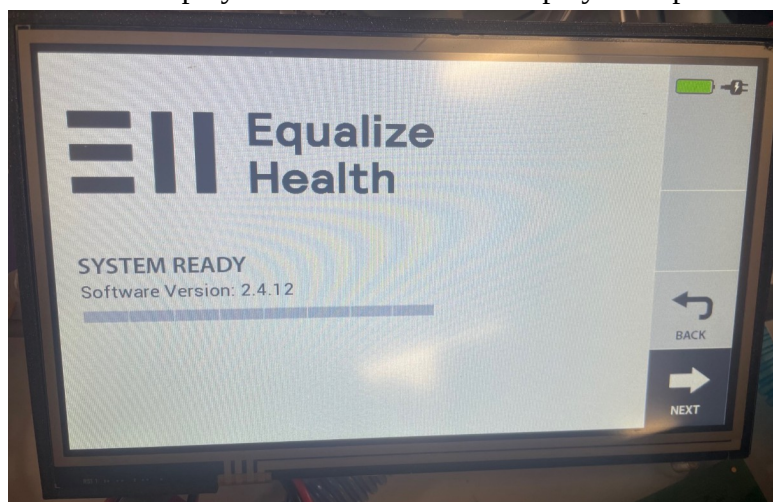 Equalize
Health
SYSTEM READY
Software Version: 2.4.12
BACK
NEXT